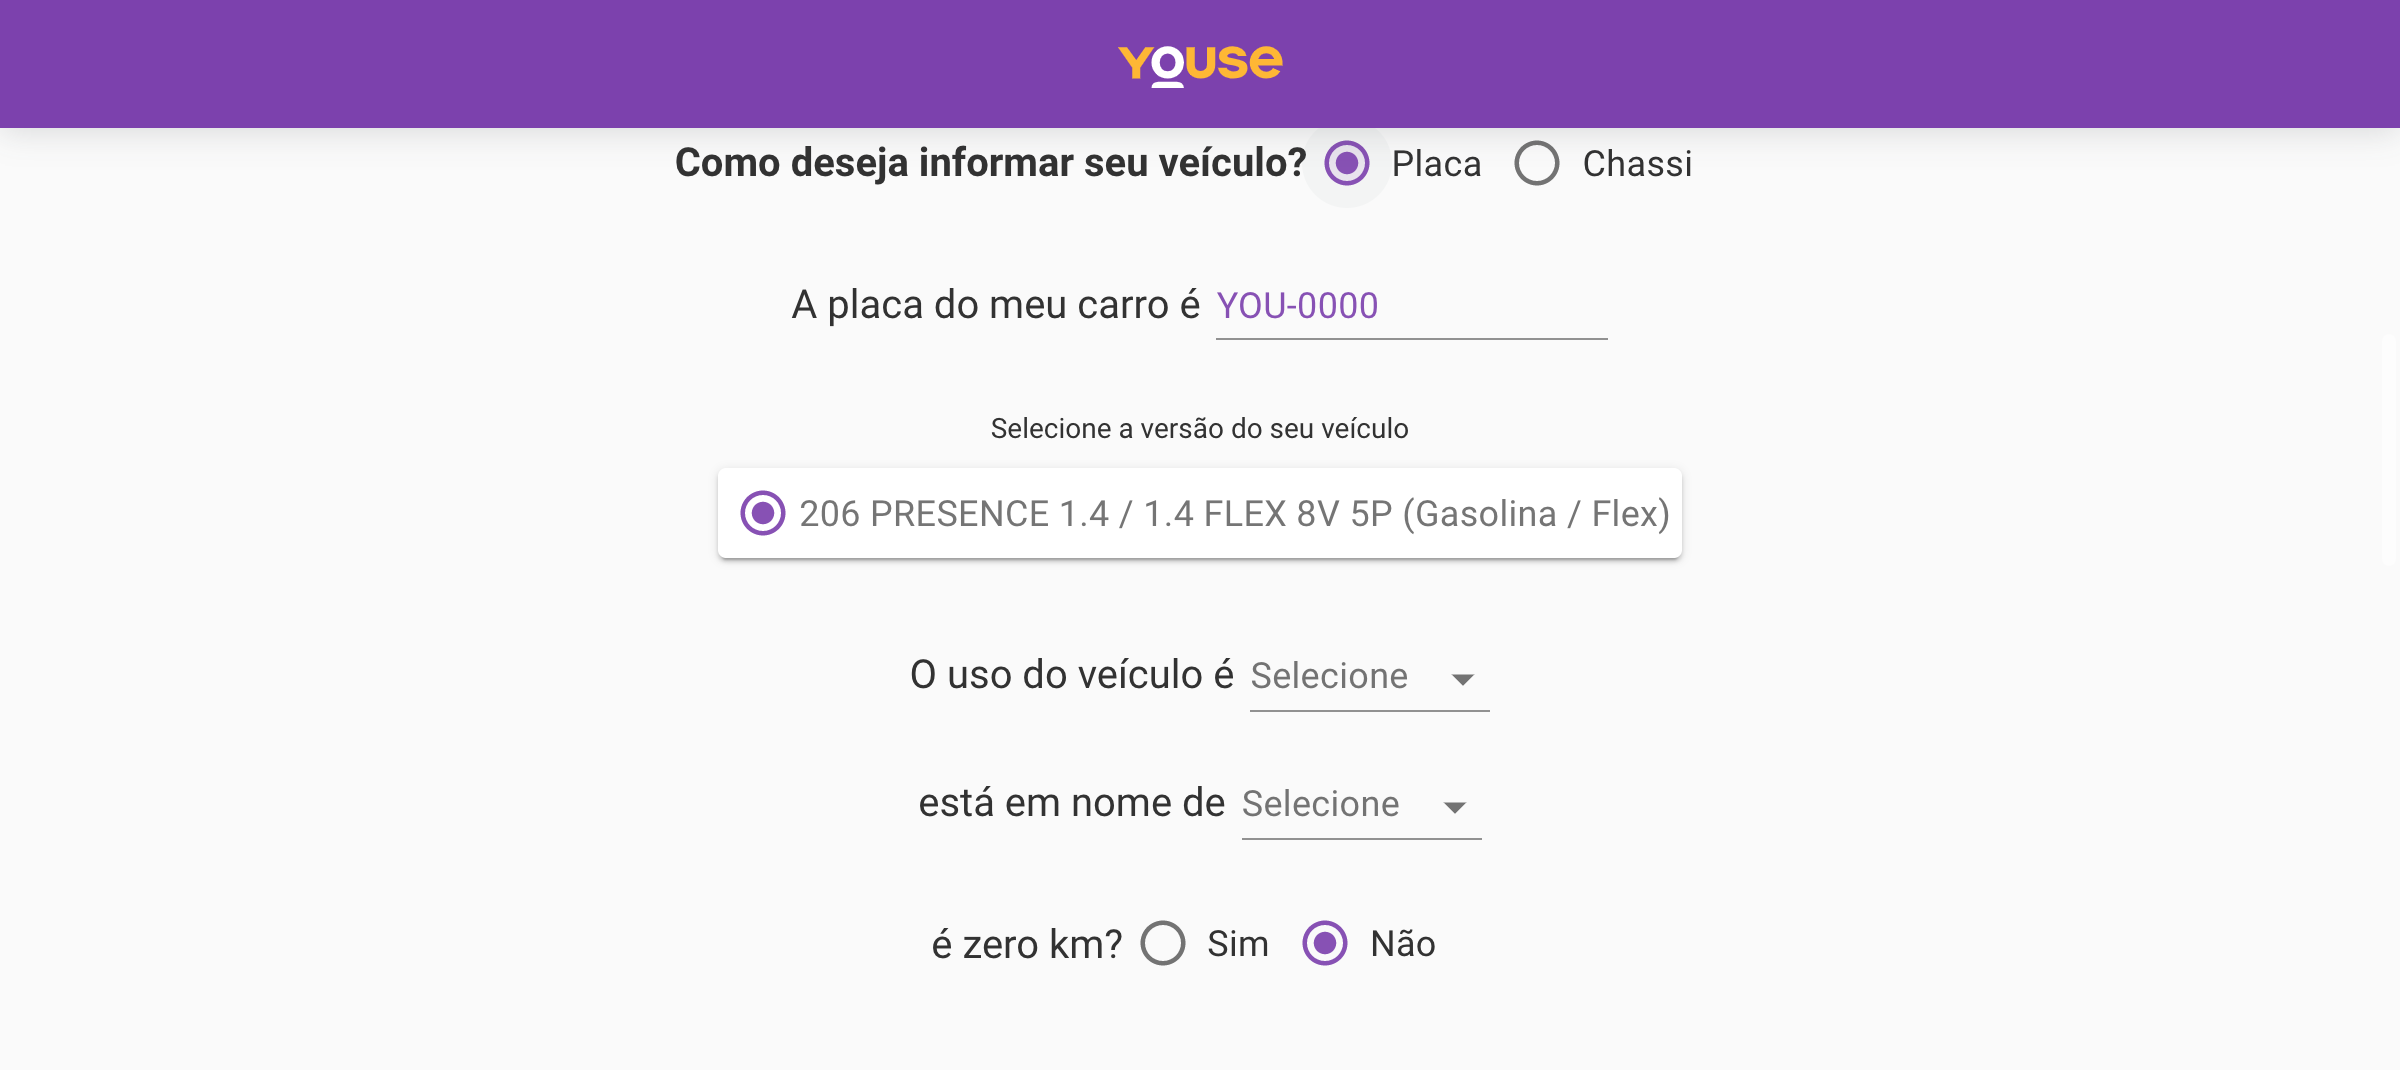 YOUSE
Como deseja informar seu veículo? Placa Chassi
A placa do meu carro é YOU-0000
Selecione a versão do seu veículo
206 PRESENCE 1.4 / 1.4 FLEX 8V 5P (Gasolina / Flex)
O uso do veículo é Selecione
está em nome de Selecione
é zero km? Sim Não